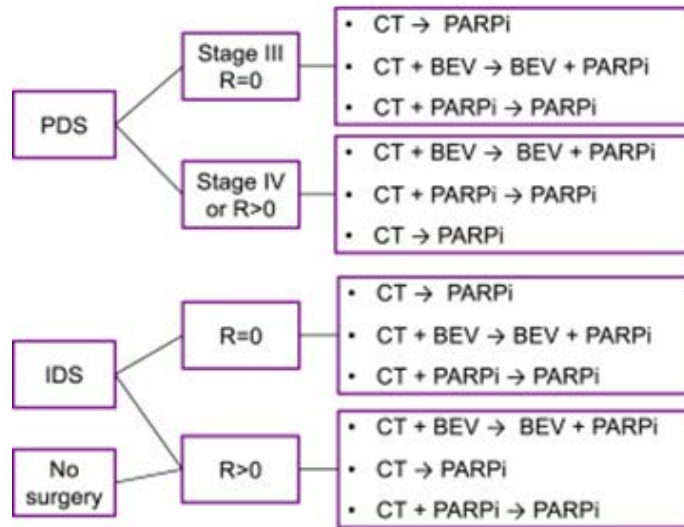 PDS
Stage III
R=0
• CT → PARPi
• CT + BEV → BEV + PARPi
• CT + PARPi → PARPi
Stage IV
or R>0
• CT + BEV → BEV + PARPi
• CT + PARPi → PARPi
• CT → PARPi
IDS
R=0
• CT → PARPi
• CT + BEV → BEV + PARPi
• CT + PARPi → PARPi
No
surgery
R>0
• CT + BEV → BEV + PARPi
• CT → PARPi
• CT + PARPi → PARPi